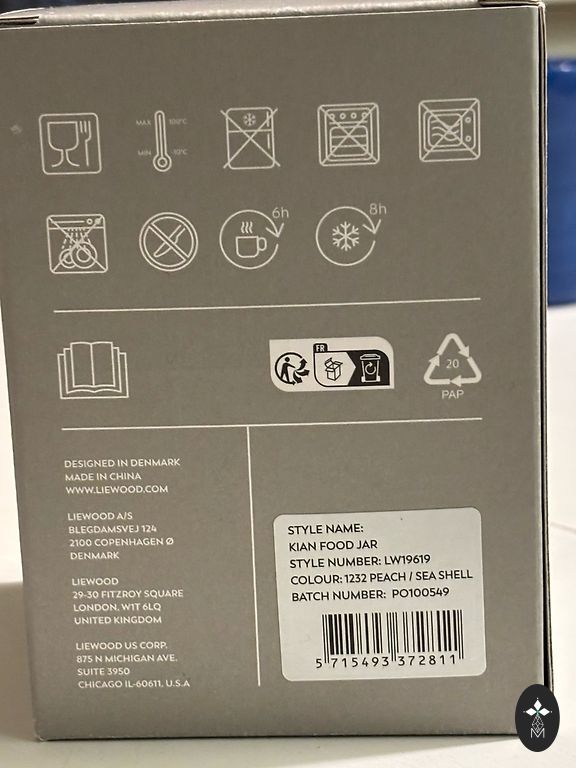 MAX 100°C
MIN -10°C
6h
8h
FR
20
PAP
DESIGNED IN DENMARK
MADE IN CHINA
WWW.LIEWOOD.COM
LIEWOOD A/S
BLEGDAMSVEJ 124
2100 COPENHAGEN Ø
DENMARK
LIEWOOD
29-30 FITZROY SQUARE
LONDON, W1T 6LQ
UNITED KINGDOM
LIEWOOD US CORP.
875 N MICHIGAN AVE.
SUITE 3950
CHICAGO IL-60611, U.S.A
STYLE NAME:
KIAN FOOD JAR
STYLE NUMBER: LW19619
COLOUR: 1232 PEACH / SEA SHELL
BATCH NUMBER: PO100549
5 715493 372811
M